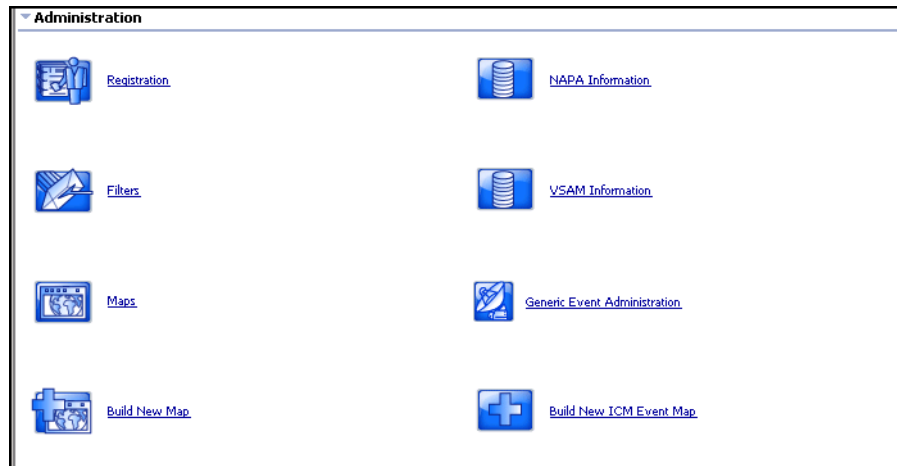 Administration
Registration
NAPA Information
Filters
VSAM Information
Maps
Generic Event Administration
Build New Map
Build New ICM Event Map